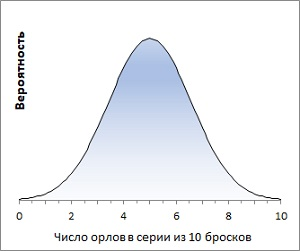 Вероятность
0 2 4 6 8 10
Число орлов в серии из 10 бросков